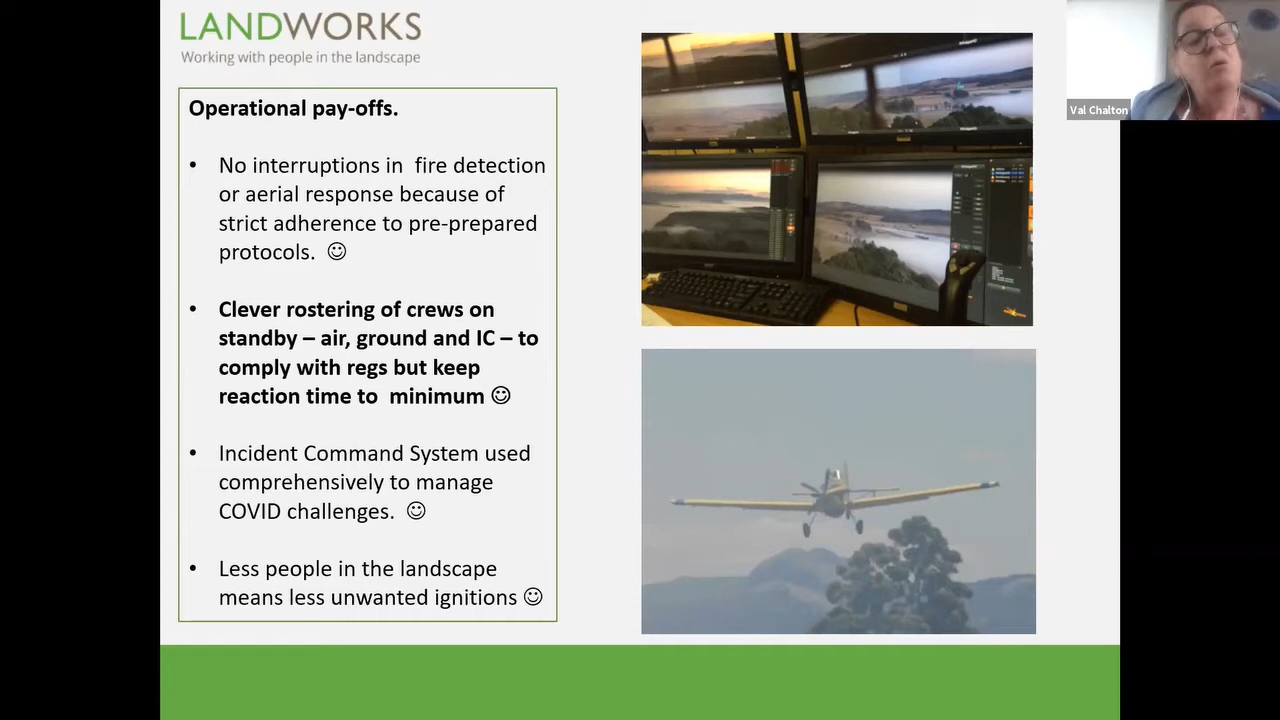 LANDWORKS
Working with people in the landscape
Val Chalton
Operational pay-offs.
• No interruptions in fire detection
or aerial response because of
strict adherence to pre-prepared
protocols. ☺
• Clever rostering of crews on
standby – air, ground and IC – to
comply with regs but keep
reaction time to minimum ☺
• Incident Command System used
comprehensively to manage
COVID challenges. ☺
• Less people in the landscape
means less unwanted ignitions ☺